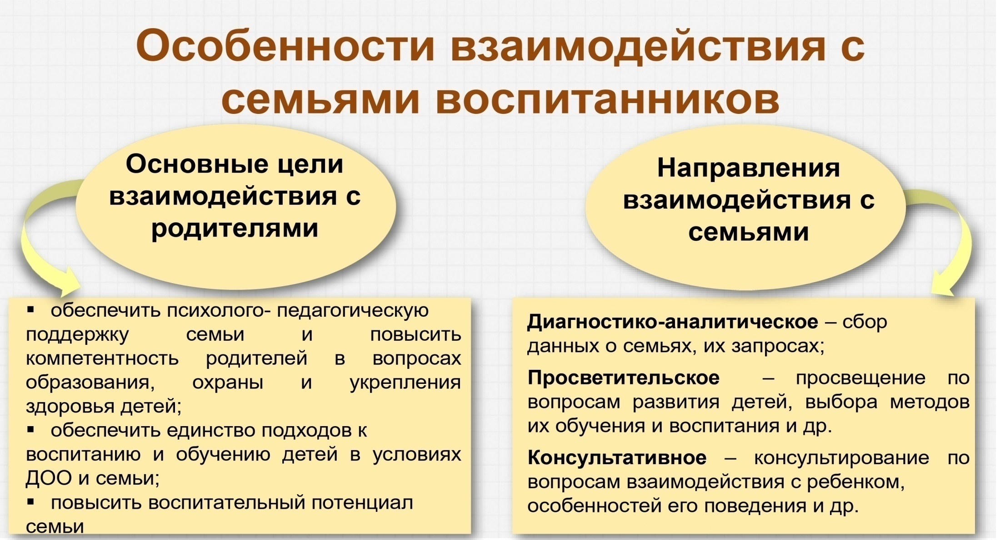 Особенности взаимодействия с
семьями воспитанников
Основные цели
взаимодействия с
родителями
▪ обеспечить психолого- педагогическую
поддержку семьи и повысить
компетентность родителей в вопросах
образования, охраны и укрепления
здоровья детей;
▪ обеспечить единство подходов к
воспитанию и обучению детей в условиях
ДОО и семьи;
▪ повысить воспитательный потенциал
семьи
Направления
взаимодействия с
семьями
Диагностико-аналитическое – сбор
данных о семьях, их запросах;
Просветительское – просвещение по
вопросам развития детей, выбора методов
их обучения и воспитания и др.
Консультативное – консультирование по
вопросам взаимодействия с ребенком,
особенностей его поведения и др.